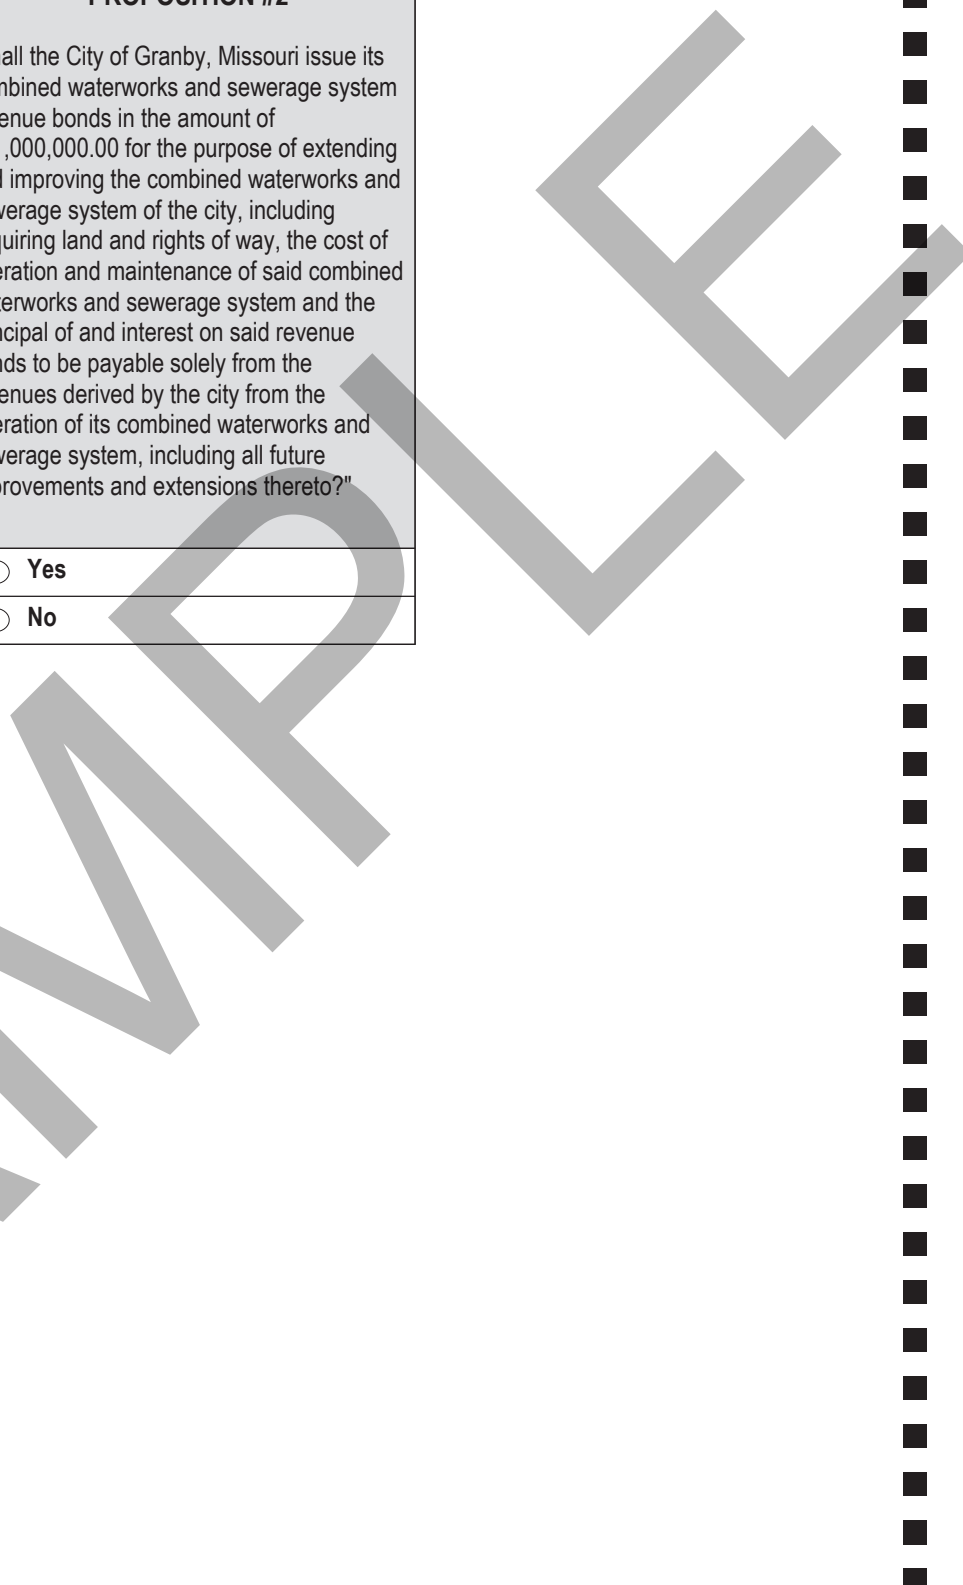 PROPOSITION #2
all the City of Granby, Missouri issue its
mbined waterworks and sewerage system
enue bonds in the amount of
,000,000.00 for the purpose of extending
d improving the combined waterworks and
werage system of the city, including
quiring land and rights of way, the cost of
eration and maintenance of said combined
terworks and sewerage system and the
ncipal of and interest on said revenue
nds to be payable solely from the
enues derived by the city from the
eration of its combined waterworks and
werage system, including all future
provements and extensions thereto?"
Yes
No
MPLE